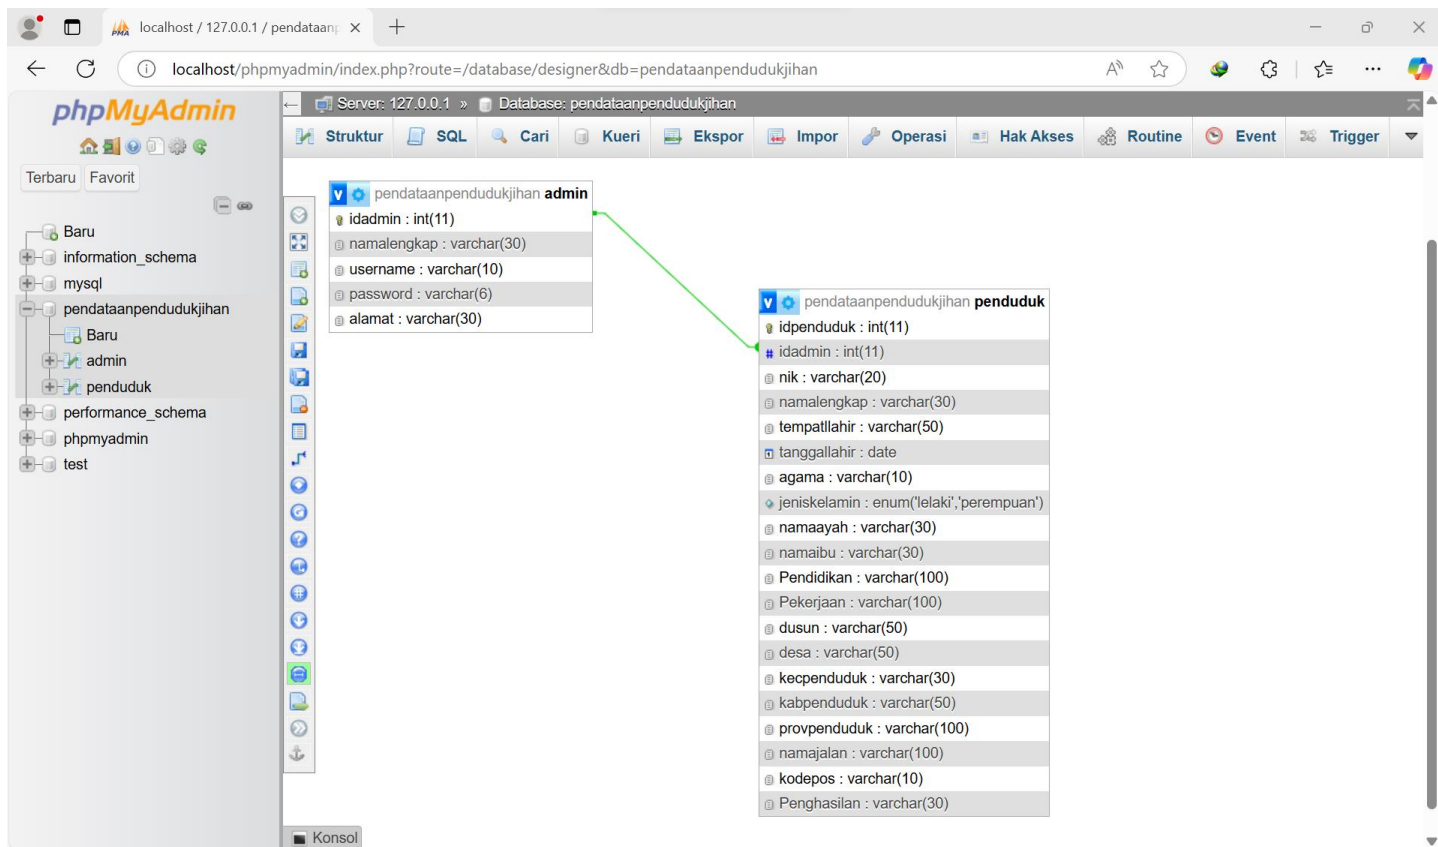 localhost / 127.0.0.1 / pendataanp
localhost/phpmyadmin/index.php?route=/database/designer&db=pendataanpendudukjihan
phpMyAdmin
Terbaru Favorit
Baru
information_schema
mysql
pendataanpendudukjihan
Baru
admin
penduduk
performance_schema
phpmyadmin
test
Server: 127.0.0.1 » Database: pendataanpendudukjihan
Struktur SQL Cari Kueri Ekspor Impor Operasi Hak Akses Routine Event Trigger
pendataanpendudukjihan admin
idadmin : int(11)
namalengkap : varchar(30)
username : varchar(10)
password : varchar(6)
alamat : varchar(30)
pendataanpendudukjihan penduduk
idpenduduk : int(11)
idadmin : int(11)
nik : varchar(20)
namalengkap : varchar(30)
tempatllahir : varchar(50)
tanggallahir : date
agama : varchar(10)
jeniskelamin : enum('lelaki','perempuan')
namaayah : varchar(30)
namaibu : varchar(30)
Pendidikan : varchar(100)
Pekerjaan : varchar(100)
dusun : varchar(50)
desa : varchar(50)
kecpenduduk : varchar(30)
kabpenduduk : varchar(50)
provpenduduk : varchar(100)
namajalan : varchar(100)
kodepos : varchar(10)
Penghasilan : varchar(30)
Konsol